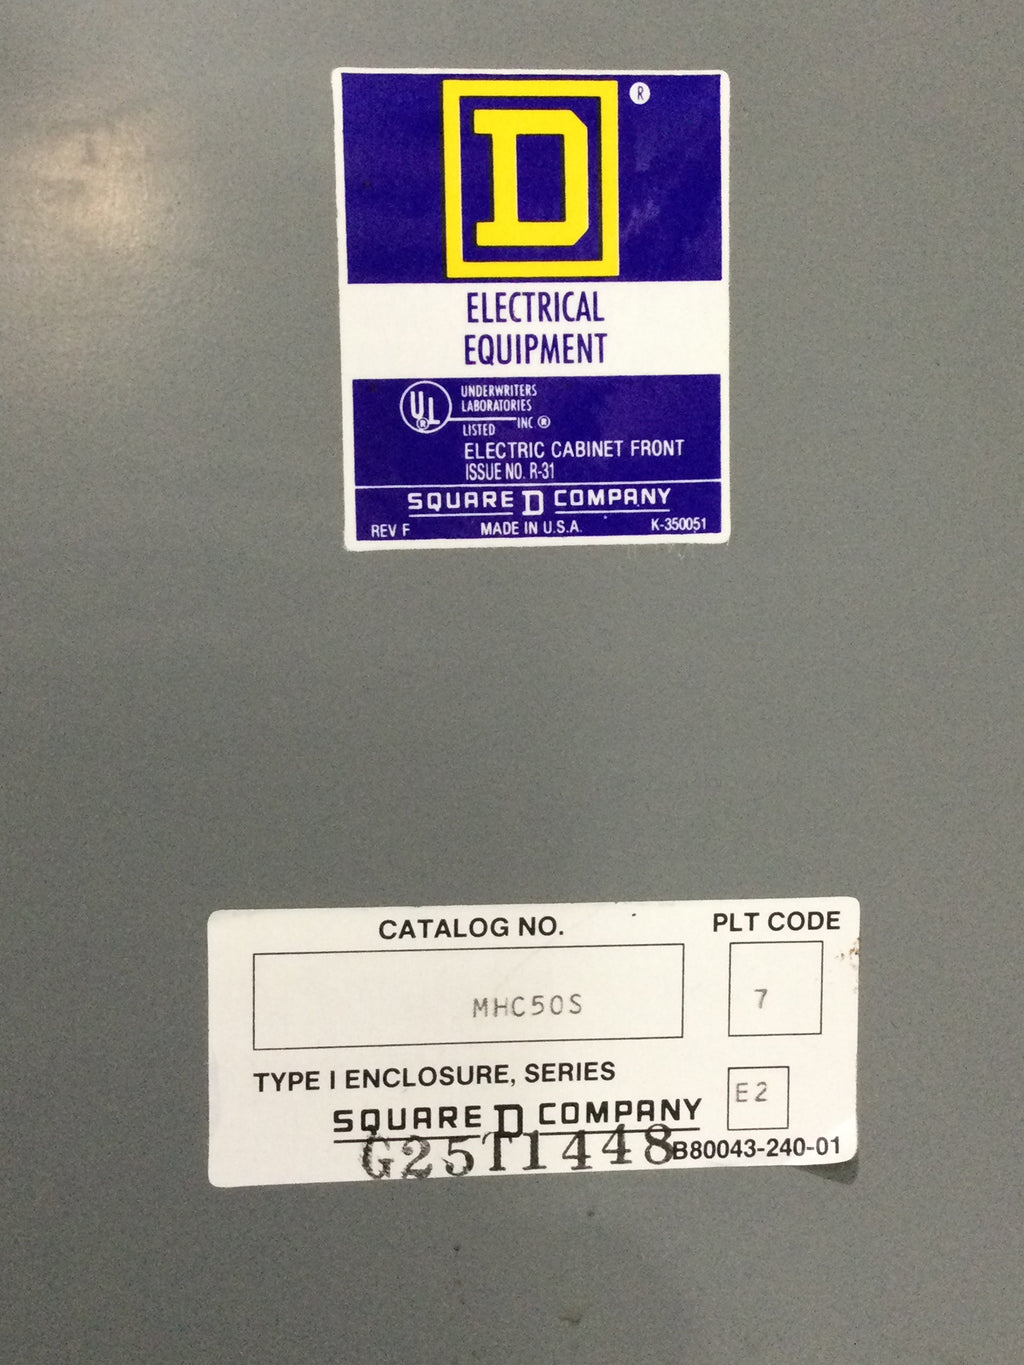 D ®
ELECTRICAL
EQUIPMENT
UL ® UNDERWRITERS
LABORATORIES
INC.®
LISTED
ELECTRIC CABINET FRONT
ISSUE NO. R-31
SQUARE D COMPANY
REV F MADE IN U.S.A. K-350051
CATALOG NO. PLT CODE
MHC50S 7
TYPE I ENCLOSURE, SERIES E2
SQUARE D COMPANY
G25T1448 B80043-240-01